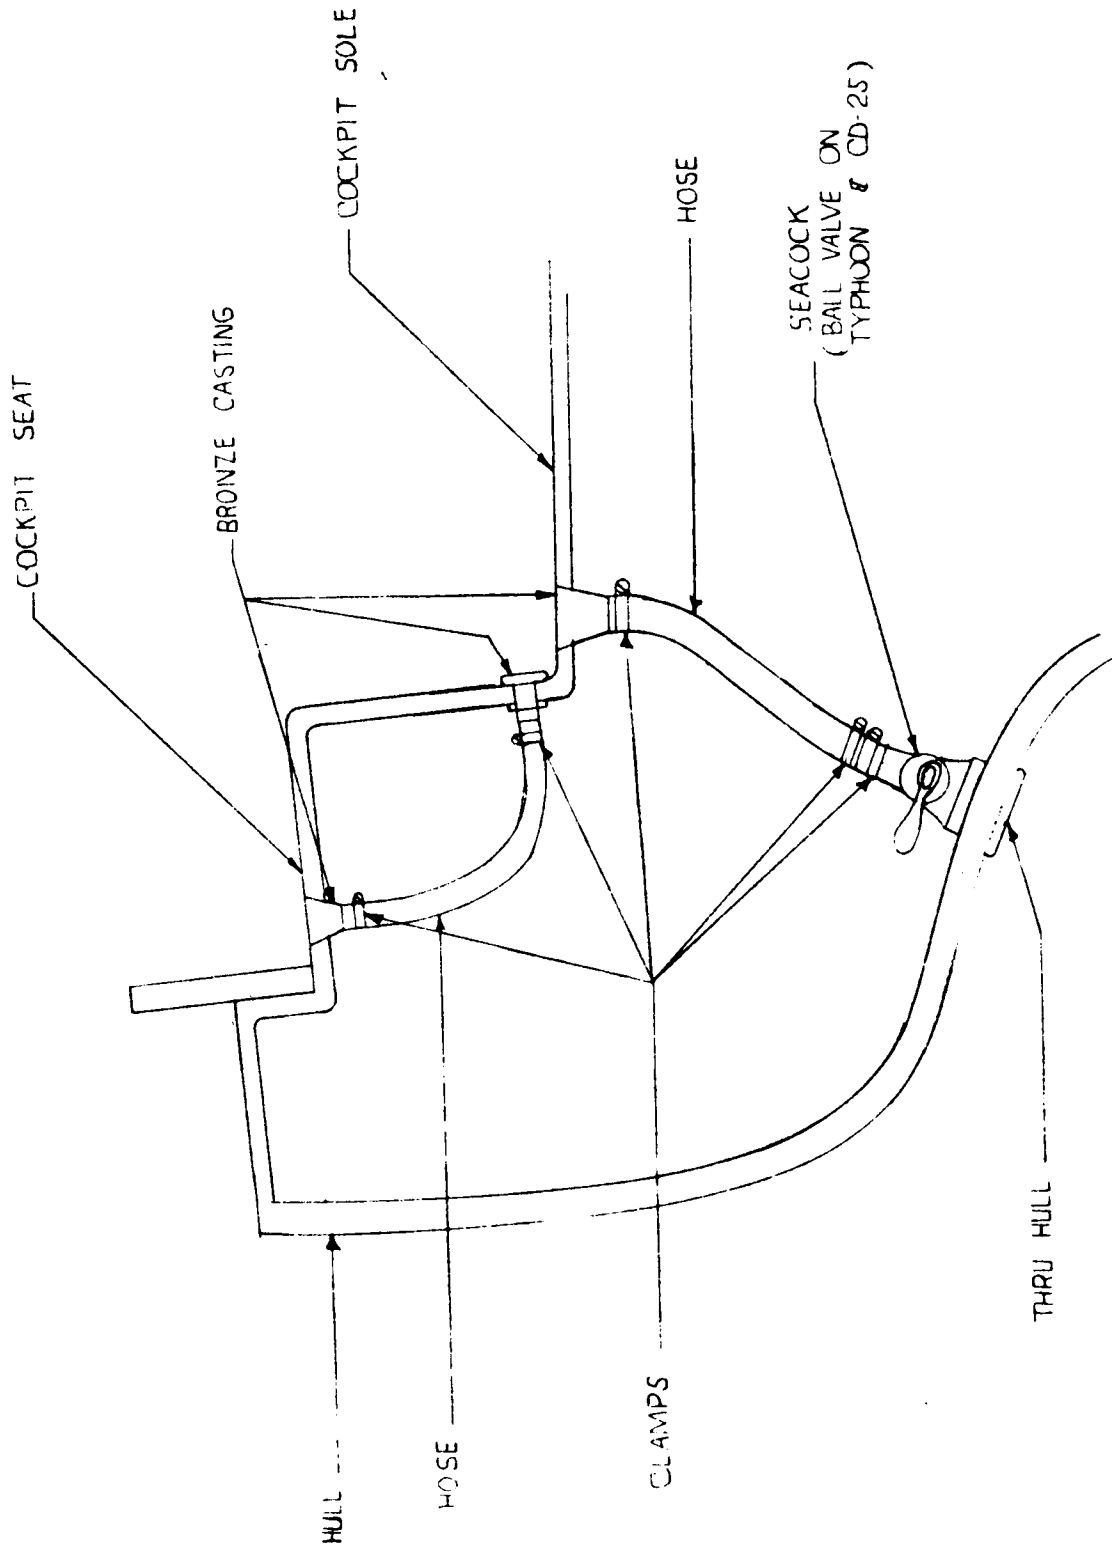 COCKPIT SEAT
BRONZE CASTING
COCKPIT SOLE
HOSE
SEACOCK
(BALL VALVE ON
TYPHOON & CD-25)
HULL
HOSE
CLAMPS
THRU HULL